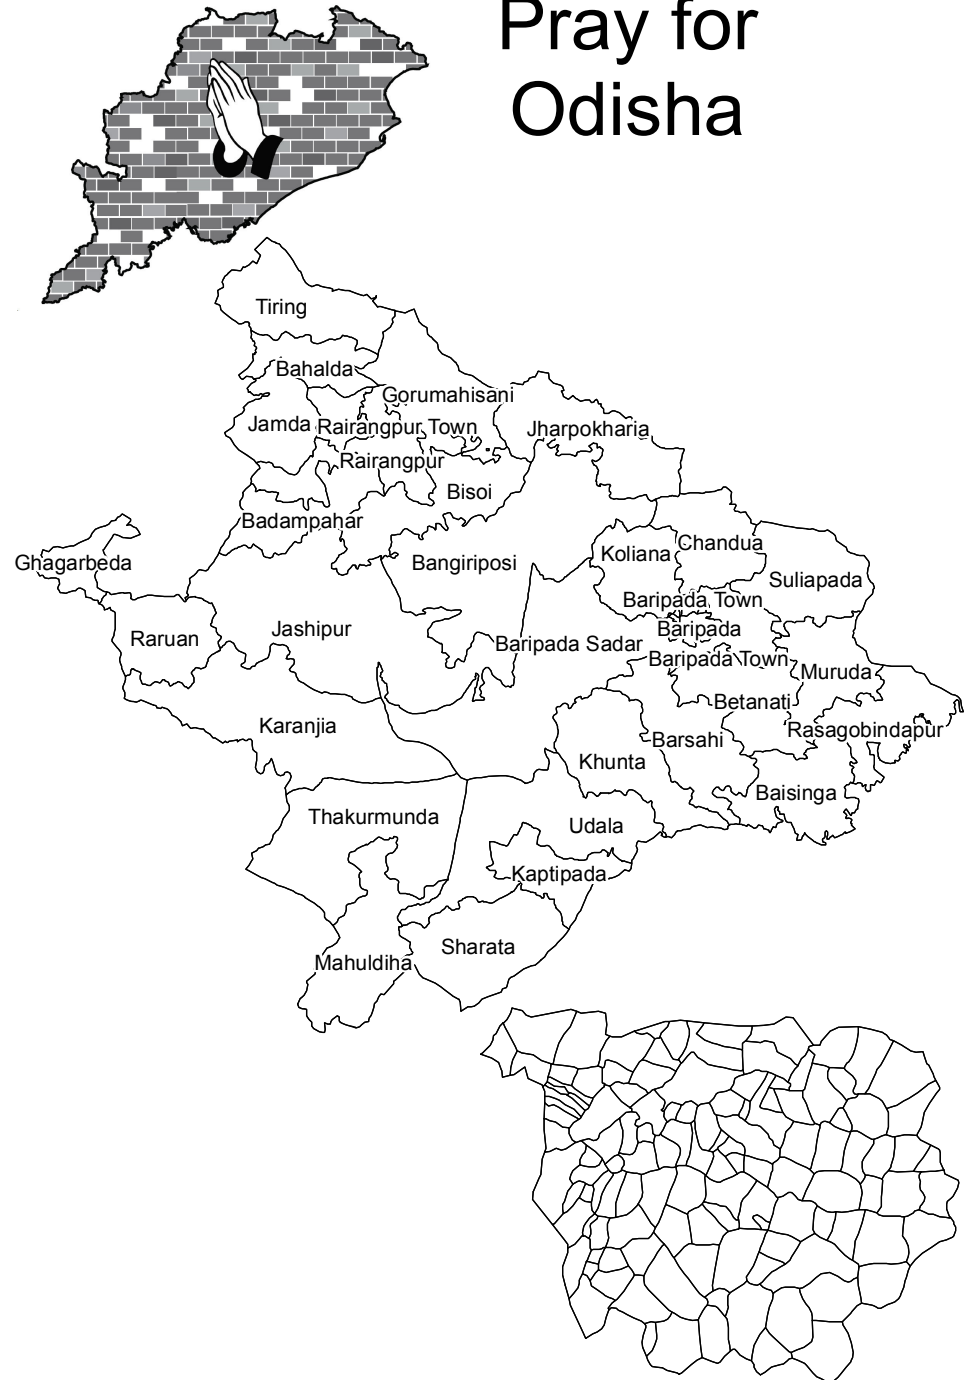 Pray for
Odisha
Tiring
Bahalda
Gorumahisani
Jamda
Rairangpur Town
Jharpokharia
Rairangpur
Bisoi
Badampahar
Chandua
Koliana
Ghagarbeda
Bangiriposi
Suliapada
Baripada Town
Jashipur
Baripada
Raruan
Baripada Sadar
Baripada Town
Muruda
Betanati
Karanjia
Rasagobindapur
Barsahi
Khunta
Baisinga
Thakurmunda
Udala
Kaptipada
Sharata
Mahuldiha